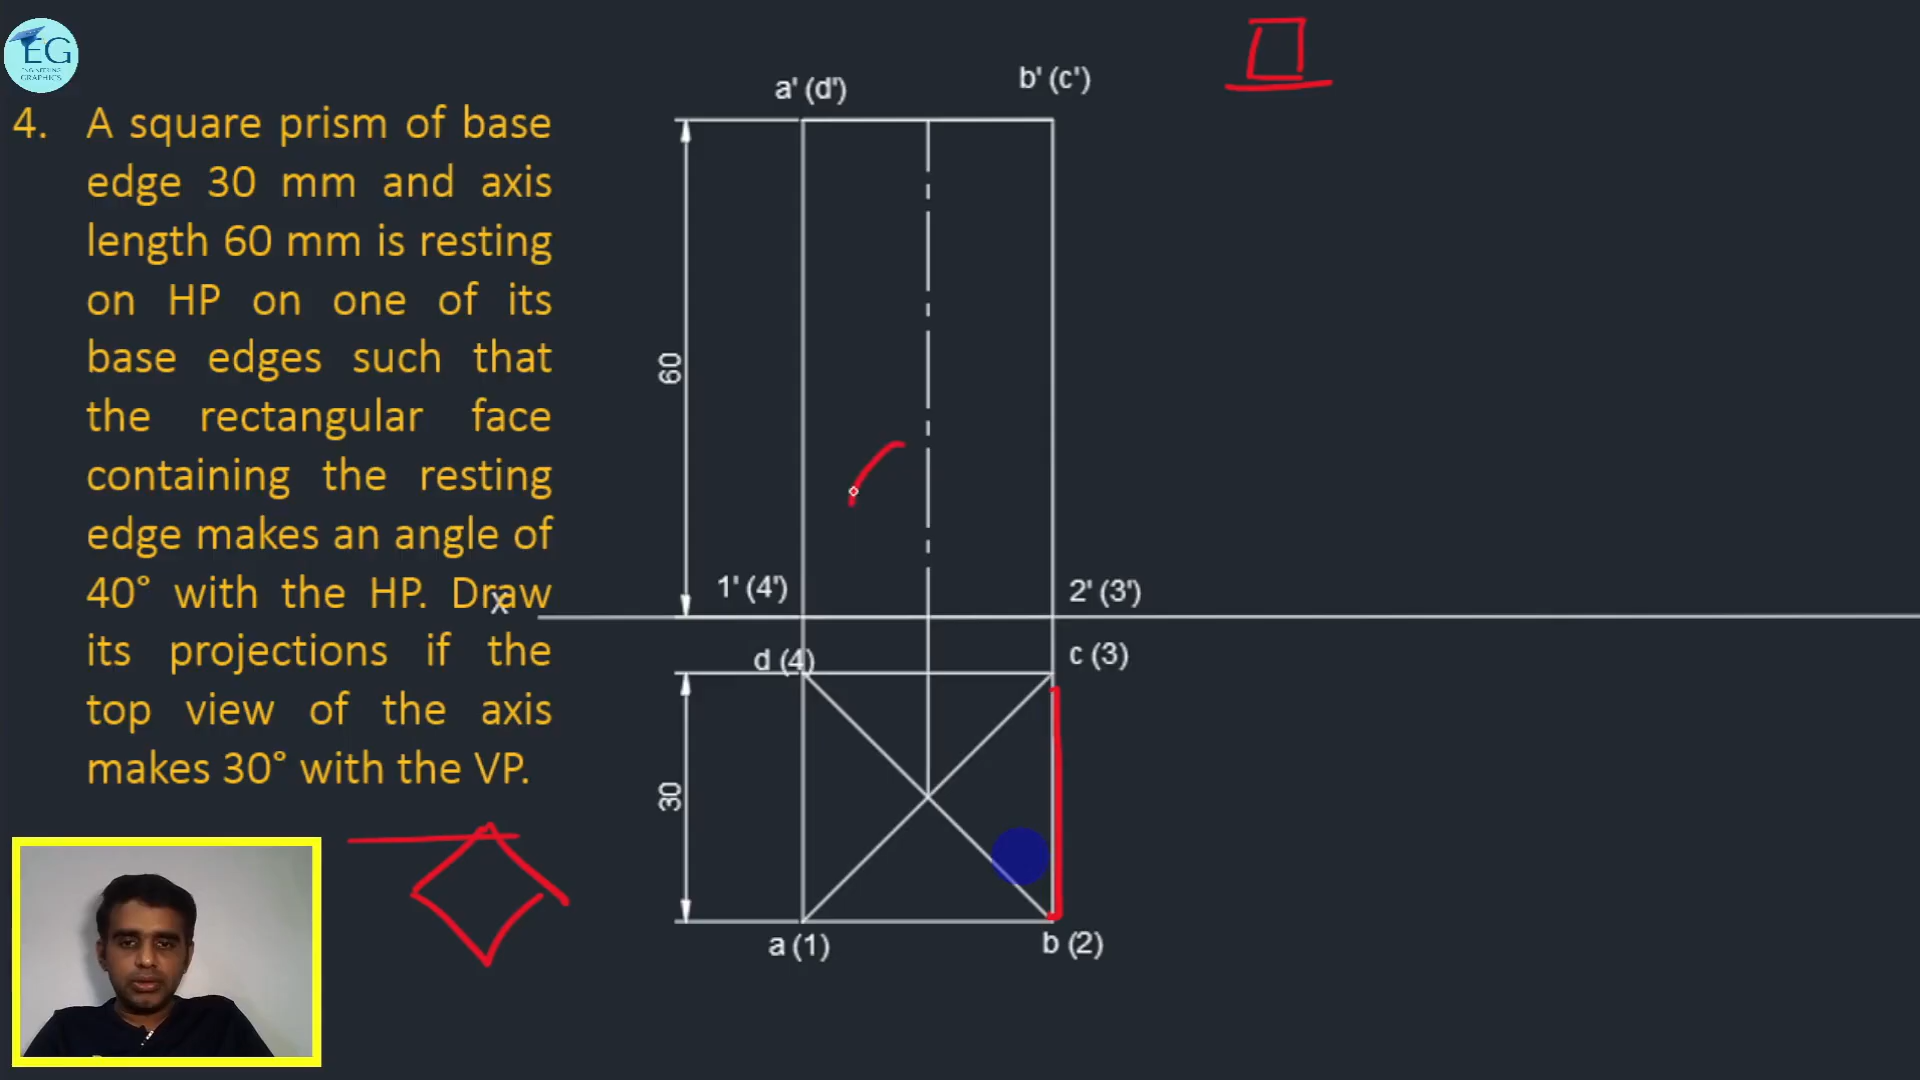 EG
ENGINEERING
GRAPHICS
4. A square prism of base
edge 30 mm and axis
length 60 mm is resting
on HP on one of its
base edges such that
the rectangular face
containing the resting
edge makes an angle of
40° with the HP. Draw
its projections if the
top view of the axis
makes 30° with the VP.
a' (d')
b' (c')
60
1' (4')
2' (3')
X
d (4)
c (3)
30
a (1)
b (2)